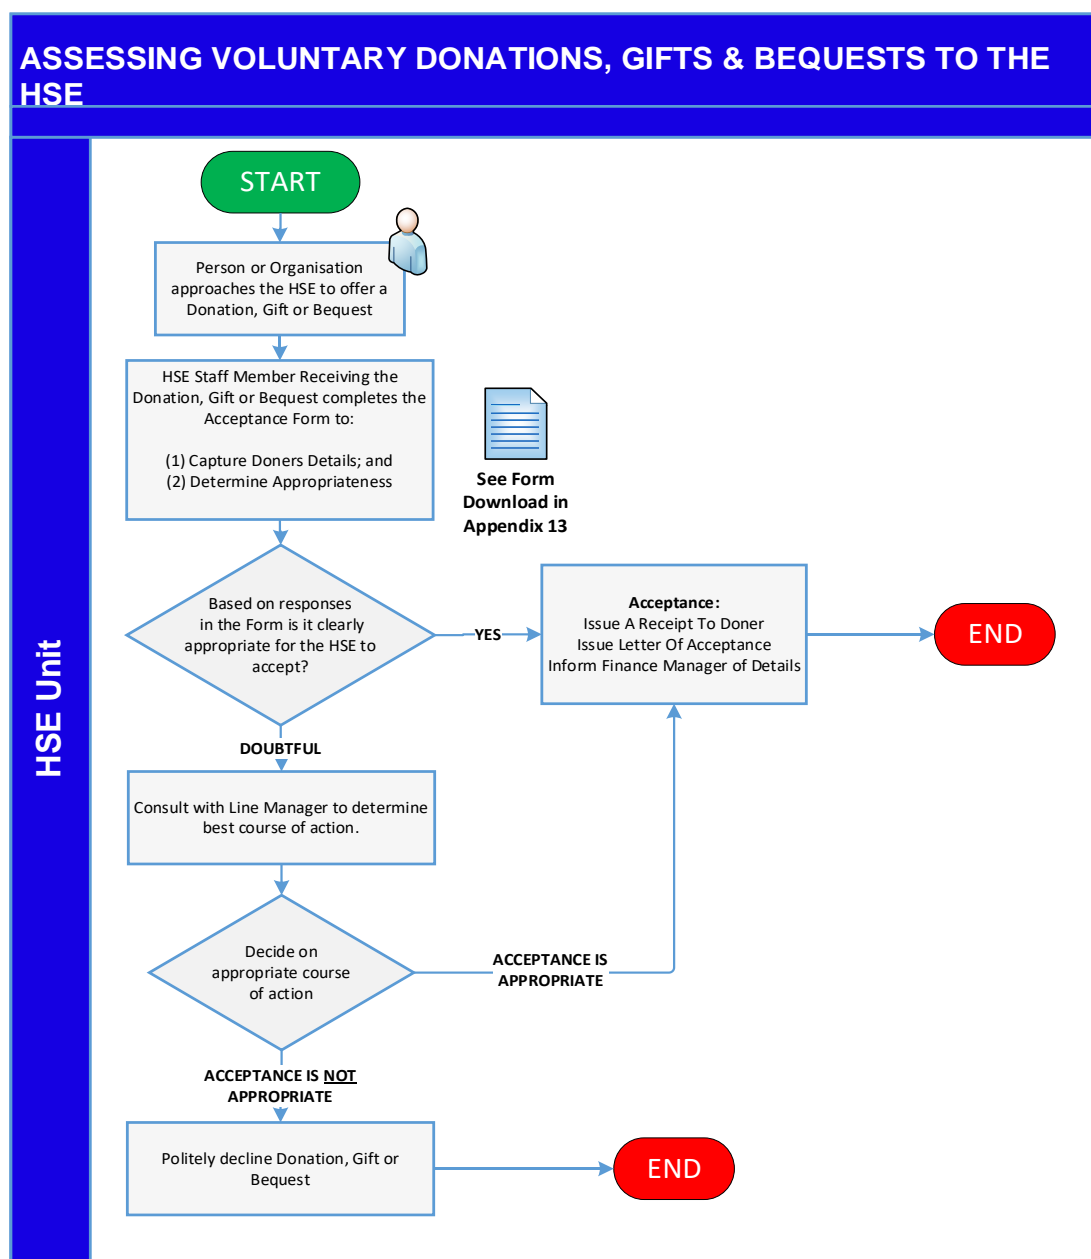 ASSESSING VOLUNTARY DONATIONS, GIFTS & BEQUESTS TO THE
HSE
HSE Unit
START
Person or Organisation
approaches the HSE to offer a
Donation, Gift or Bequest
HSE Staff Member Receiving the
Donation, Gift or Bequest completes the
Acceptance Form to:
(1) Capture Doners Details; and
(2) Determine Appropriateness
See Form
Download in
Appendix 13
Based on responses
in the Form is it clearly
appropriate for the HSE to
accept?
YES
Acceptance:
Issue A Receipt To Doner
Issue Letter Of Acceptance
Inform Finance Manager of Details
END
DOUBTFUL
Consult with Line Manager to determine
best course of action.
Decide on
appropriate course
of action
ACCEPTANCE IS
APPROPRIATE
ACCEPTANCE IS NOT
APPROPRIATE
Politely decline Donation, Gift or
Bequest
END